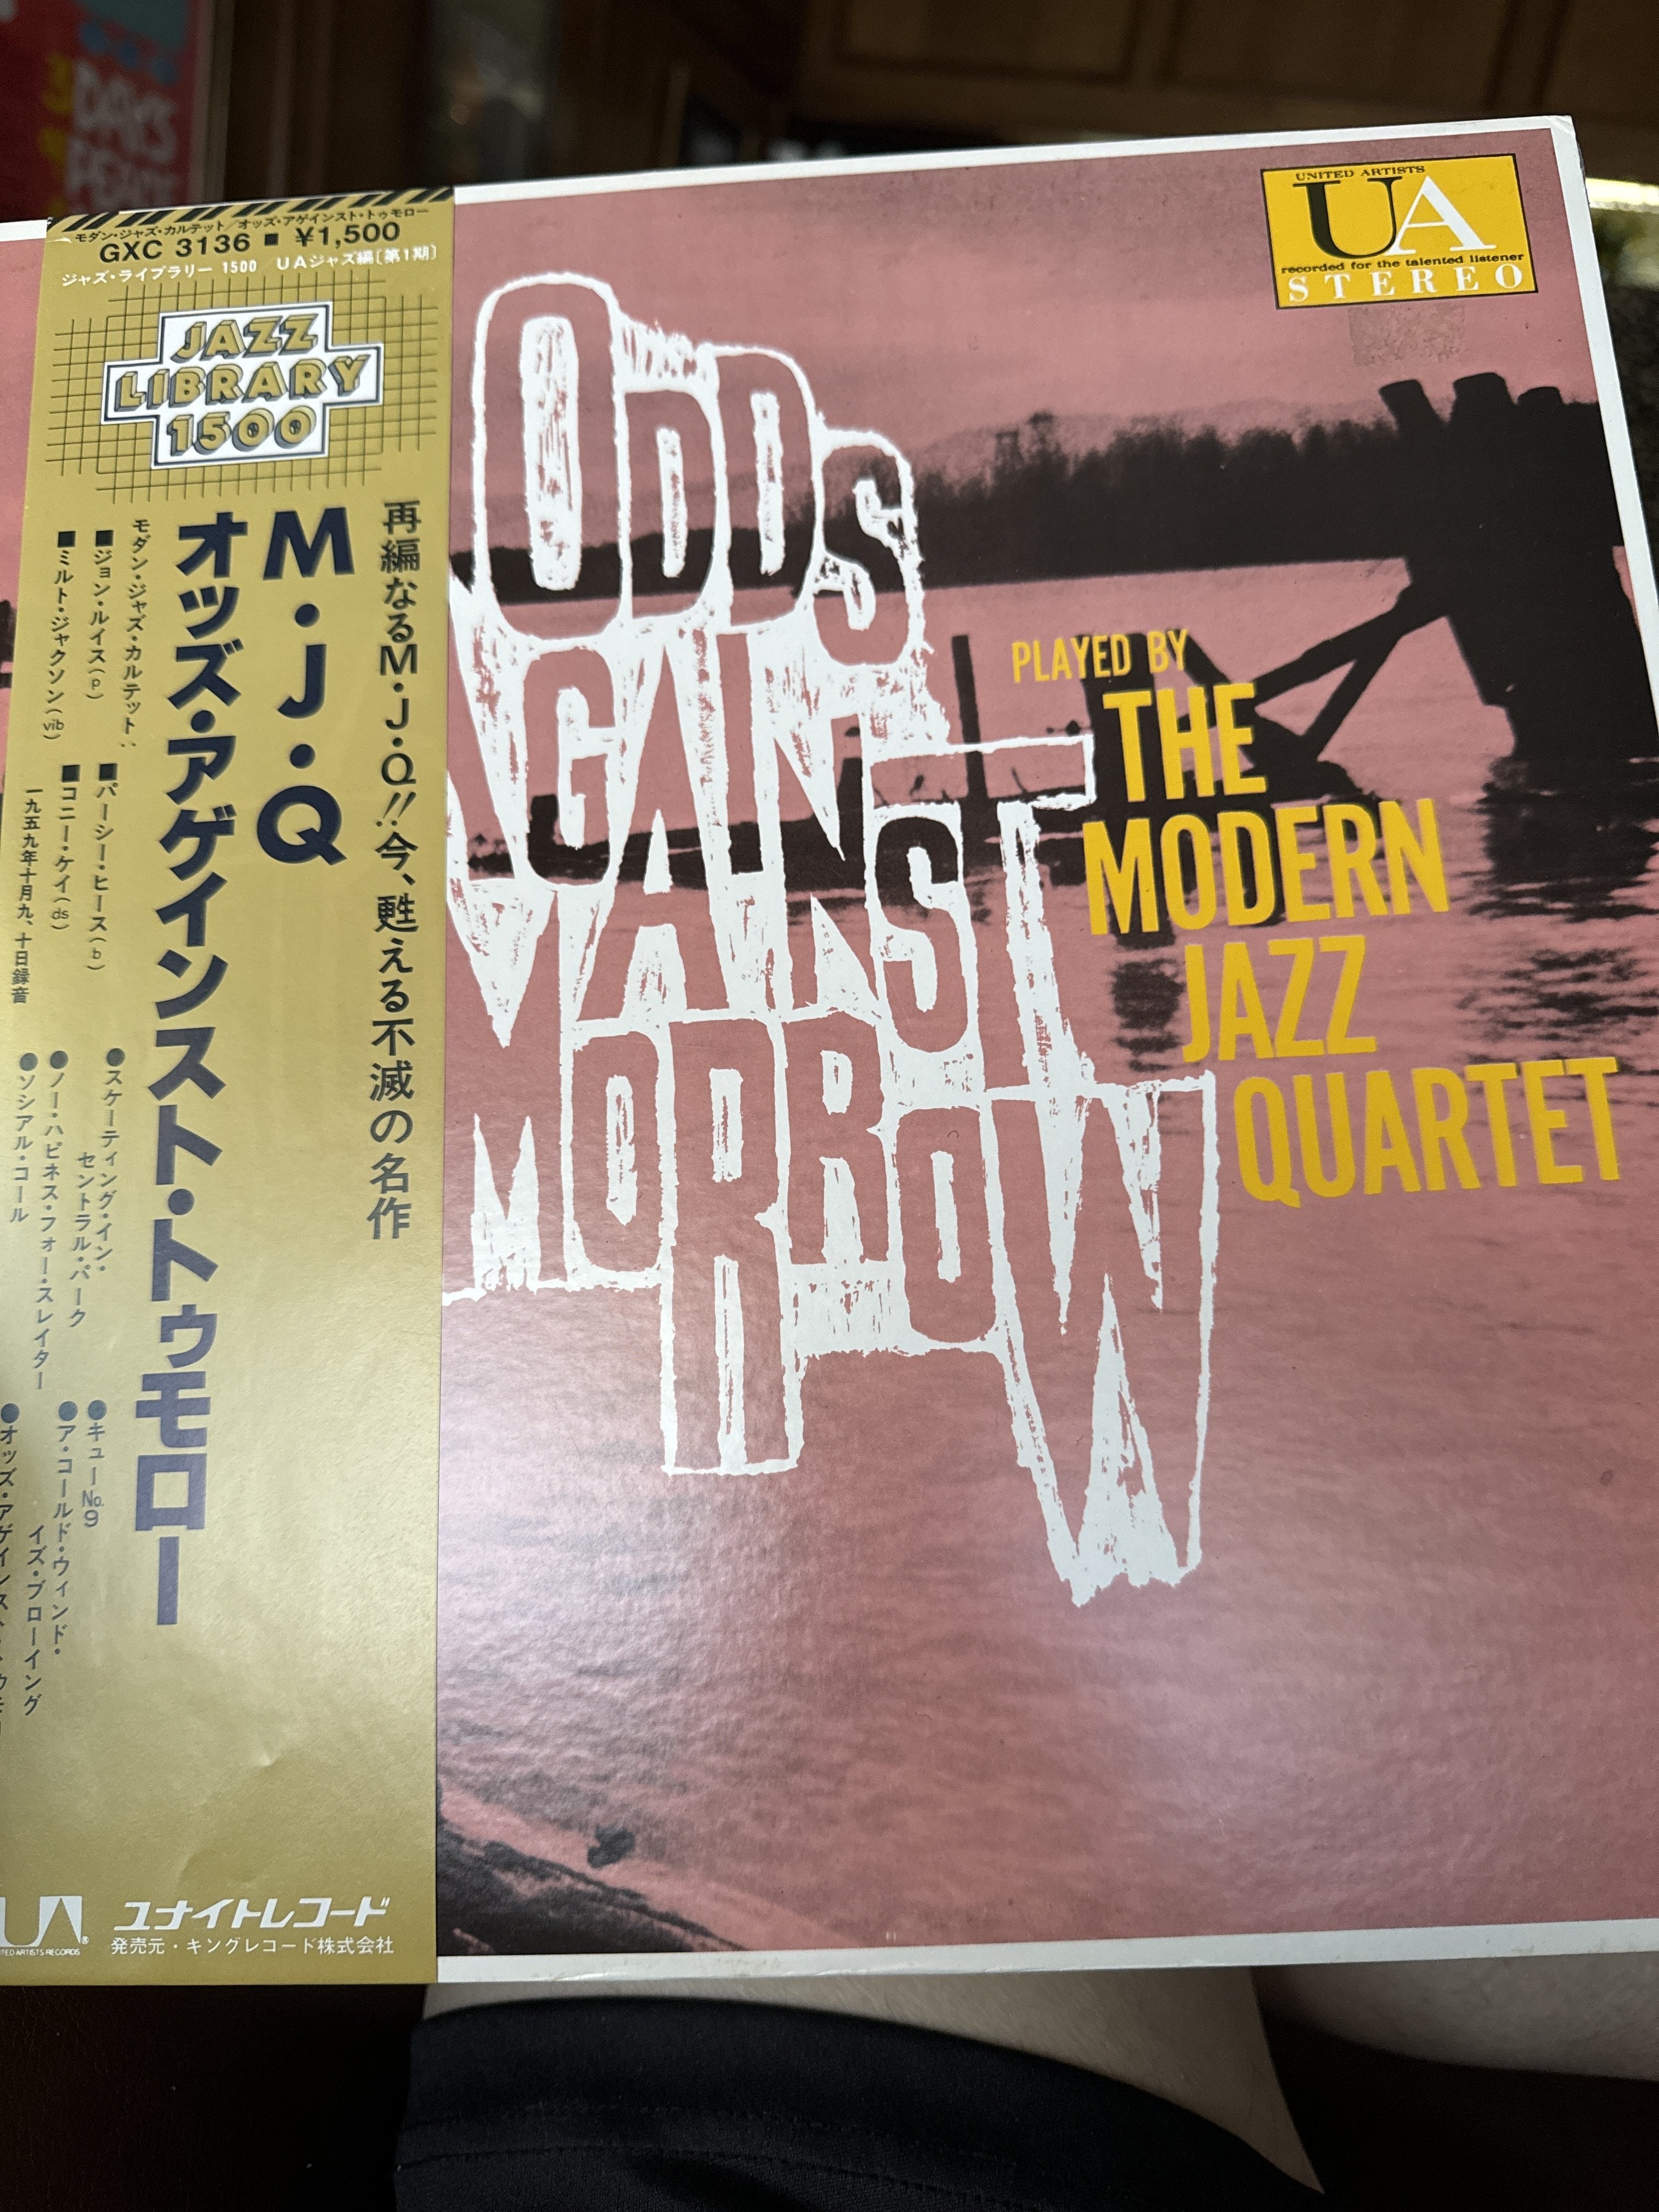 DAYS
PEACE
モダン・ジャズ・カルテット/オッズ・アゲインスト・トゥモロー
GXC 3136 ■ ¥1,500
ジャズ・ライブラリー 1500 UAジャズ編〔第1期〕
JAZZ
LIBRARY
1500
再編なるM・J・Q!!今、甦える不滅の名作
M・J・Q
オッズ・アゲインスト・トゥモロー
モダン・ジャズ・カルテット:
■ジョン・ルイス(p)
■ミルト・ジャクソン(vib)
■パーシー・ヒース(b)
■コニー・ケイ(ds)
一九五九年十月九、十日録音
●スケーティング・イン・
セントラル・パーク
●ノー・ハピネス・フォー・スレイター
●ソシアル・コール
●キューNo.9
●ア・コールド・ウィンド・
イズ・ブローイング
●オッズ・アゲインスト・トゥモ
UA
ITED ARTISTS RECORDS
ユナイトレコード
発売元・キングレコード株式会社
UNITED ARTISTS
UA
recorded for the talented listener
STEREO
ODDS
AGAINST
MORROW
PLAYED BY
THE
MODERN
JAZZ
QUARTET